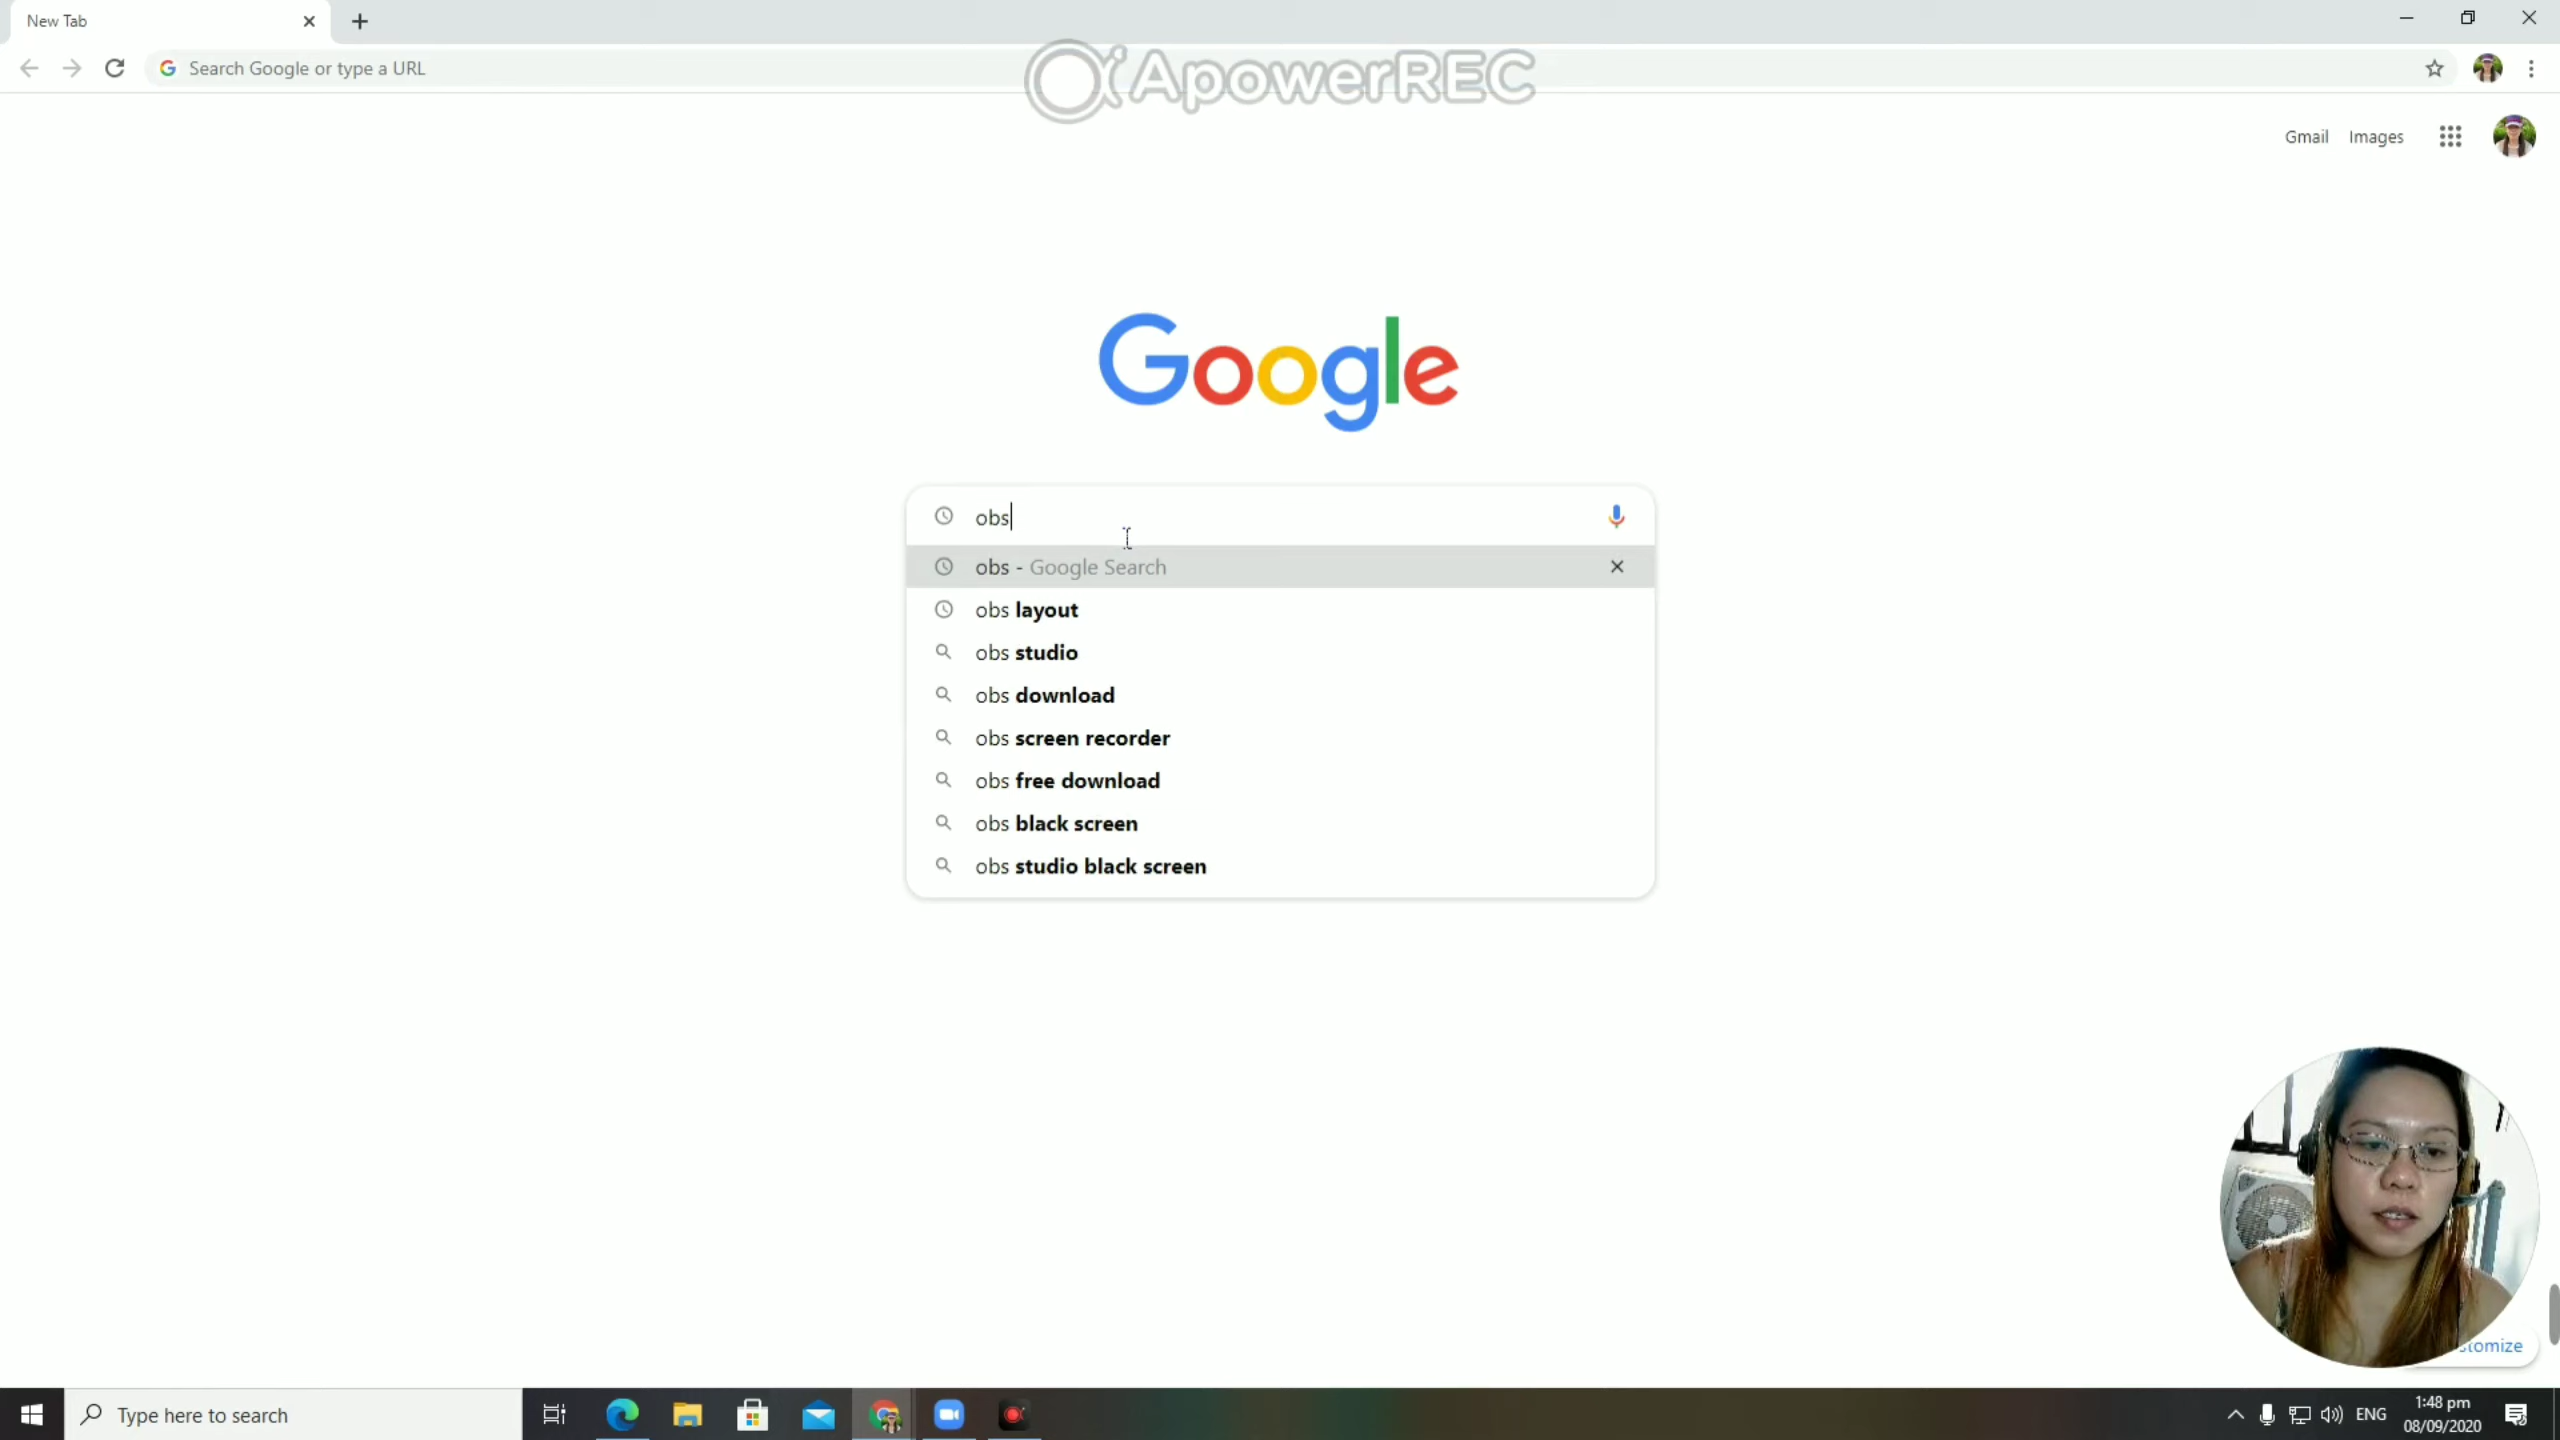 New Tab
Search Google or type a URL
ApowerREC
Gmail Images
Google
obs
obs - Google Search
obs layout
obs studio
obs download
obs screen recorder
obs free download
obs black screen
obs studio black screen
tomize
Type here to search
ENG
1:48 pm
08/09/2020